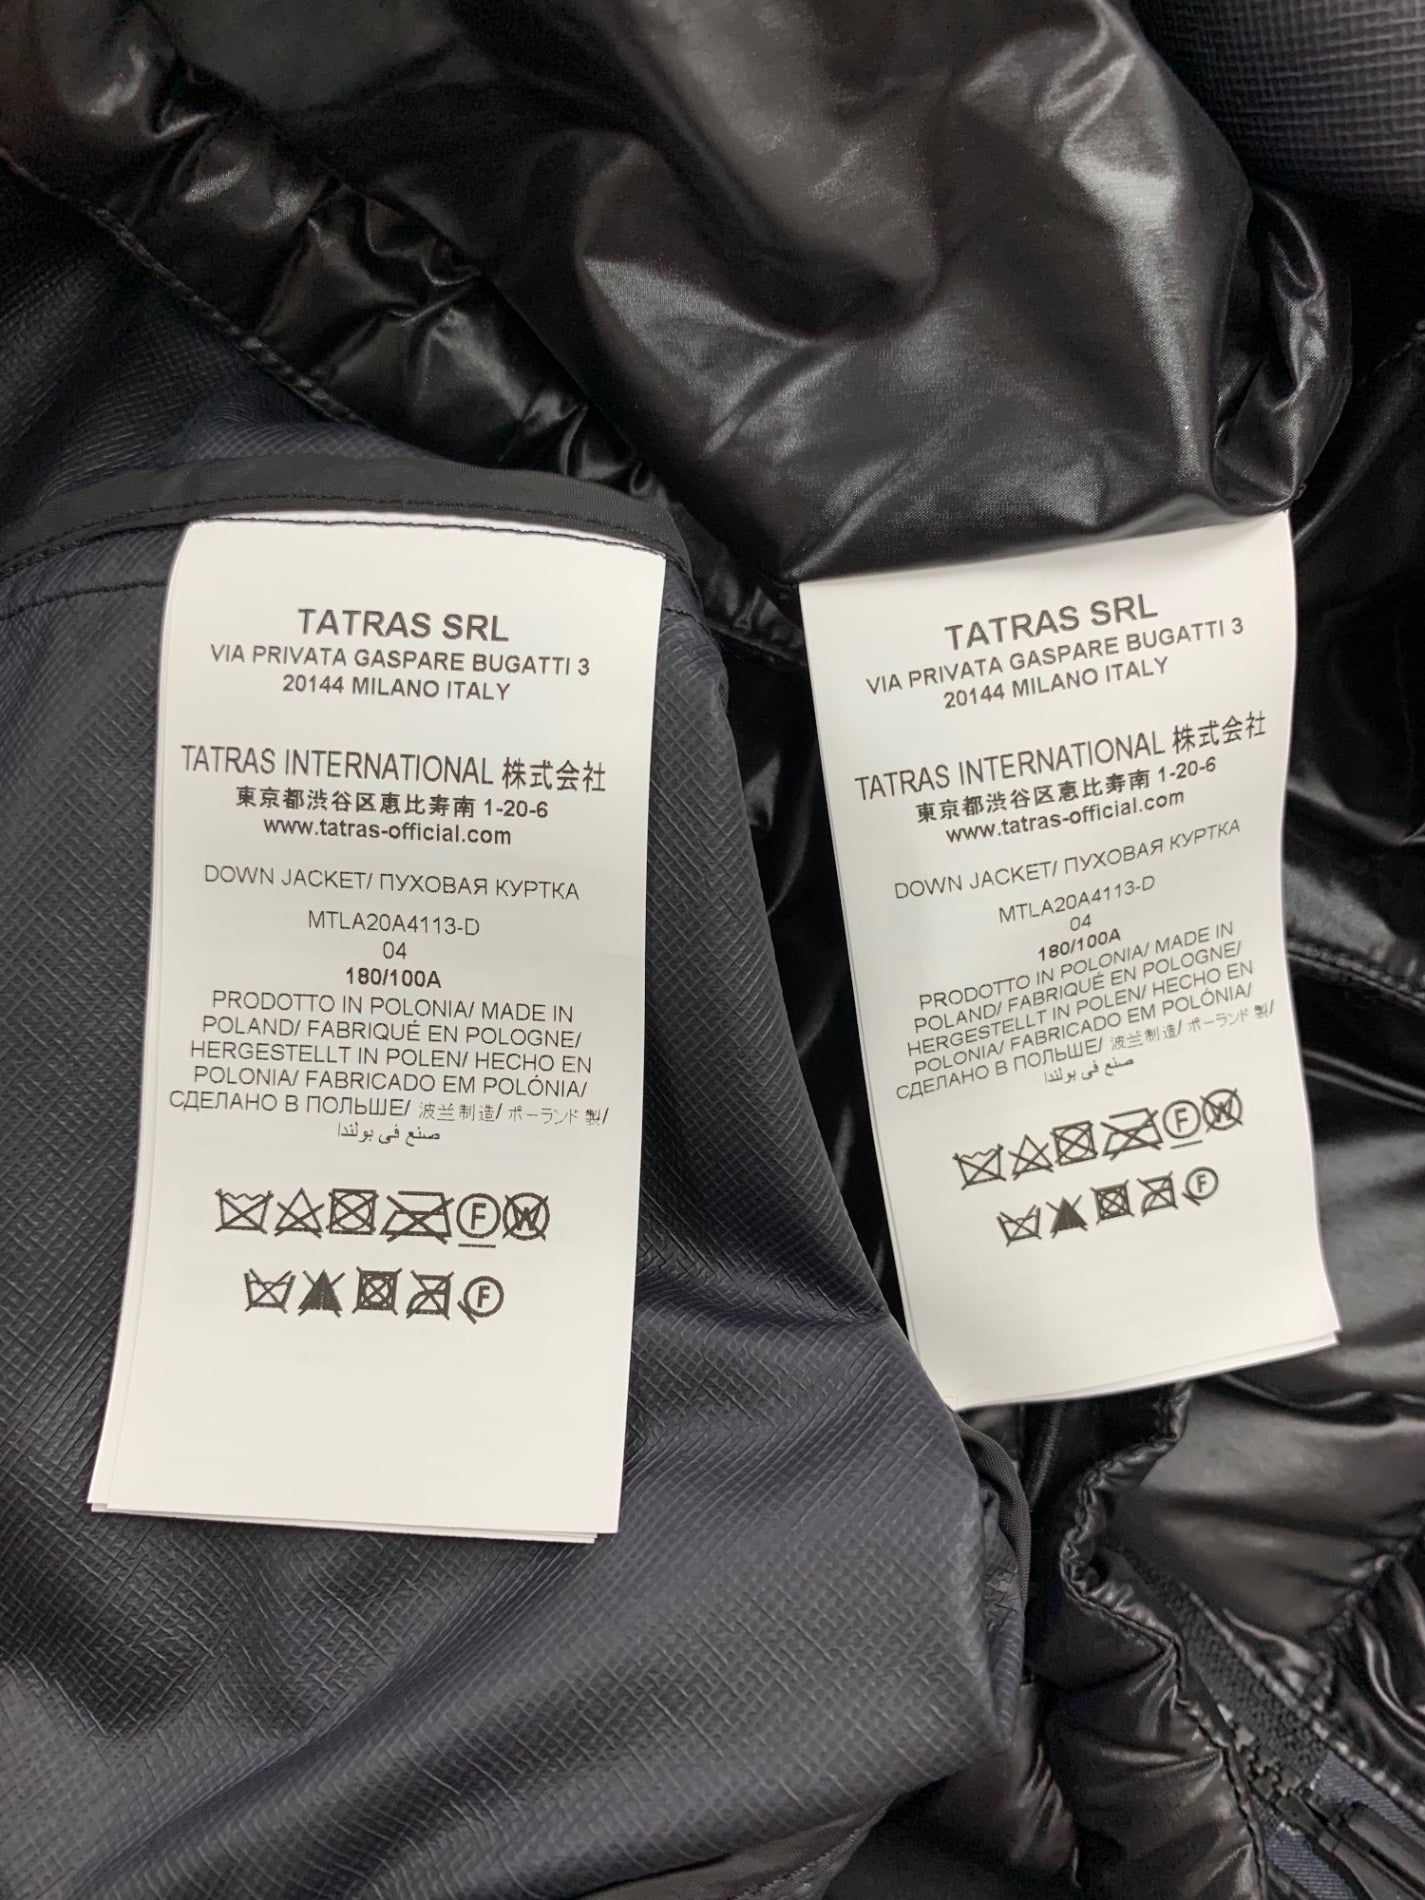 TATRAS SRL
VIA PRIVATA GASPARE BUGATTI 3
20144 MILANO ITALY
TATRAS INTERNATIONAL 株式会社
東京都渋谷区恵比寿南 1-20-6
www.tatras-official.com
DOWN JACKET/ ПУХОВАЯ КУРТКА
MTLA20A4113-D
04
180/100A
PRODOTTO IN POLONIA/ MADE IN
POLAND/ FABRIQUÉ EN POLOGNE/
HERGESTELLT IN POLEN/ HECHO EN
POLONIA/ FABRICADO EM POLÓNIA/
СДЕЛАНО В ПОЛЬШЕ/ 波兰制造/ ポーランド 製/
صنع في بولندا
F W
F
TATRAS SRL
VIA PRIVATA GASPARE BUGATTI 3
20144 MILANO ITALY
TATRAS INTERNATIONAL 株式会社
東京都渋谷区恵比寿南 1-20-6
www.tatras-official.com
DOWN JACKET/ ПУХОВАЯ КУРТКА
MTLA20A4113-D
04
180/100A
PRODOTTO IN POLONIA/ MADE IN
POLAND/ FABRIQUÉ EN POLOGNE/
HERGESTELLT IN POLEN/ HECHO EN
POLONIA/ FABRICADO EM POLÓNIA/
СДЕЛАНО В ПОЛЬШЕ/ 波兰制造/ ポーランド 製/
صنع في بولندا
F W
F